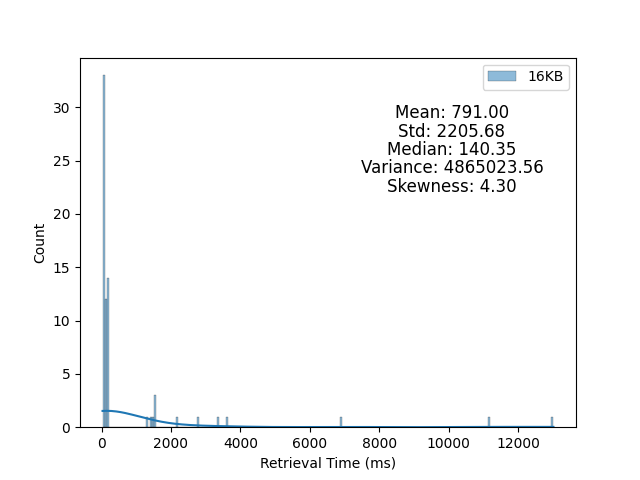 16KB
Mean: 791.00
Std: 2205.68
Median: 140.35
Variance: 4865023.56
Skewness: 4.30
Count
30
25
20
15
10
5
0
0 2000 4000 6000 8000 10000 12000
Retrieval Time (ms)